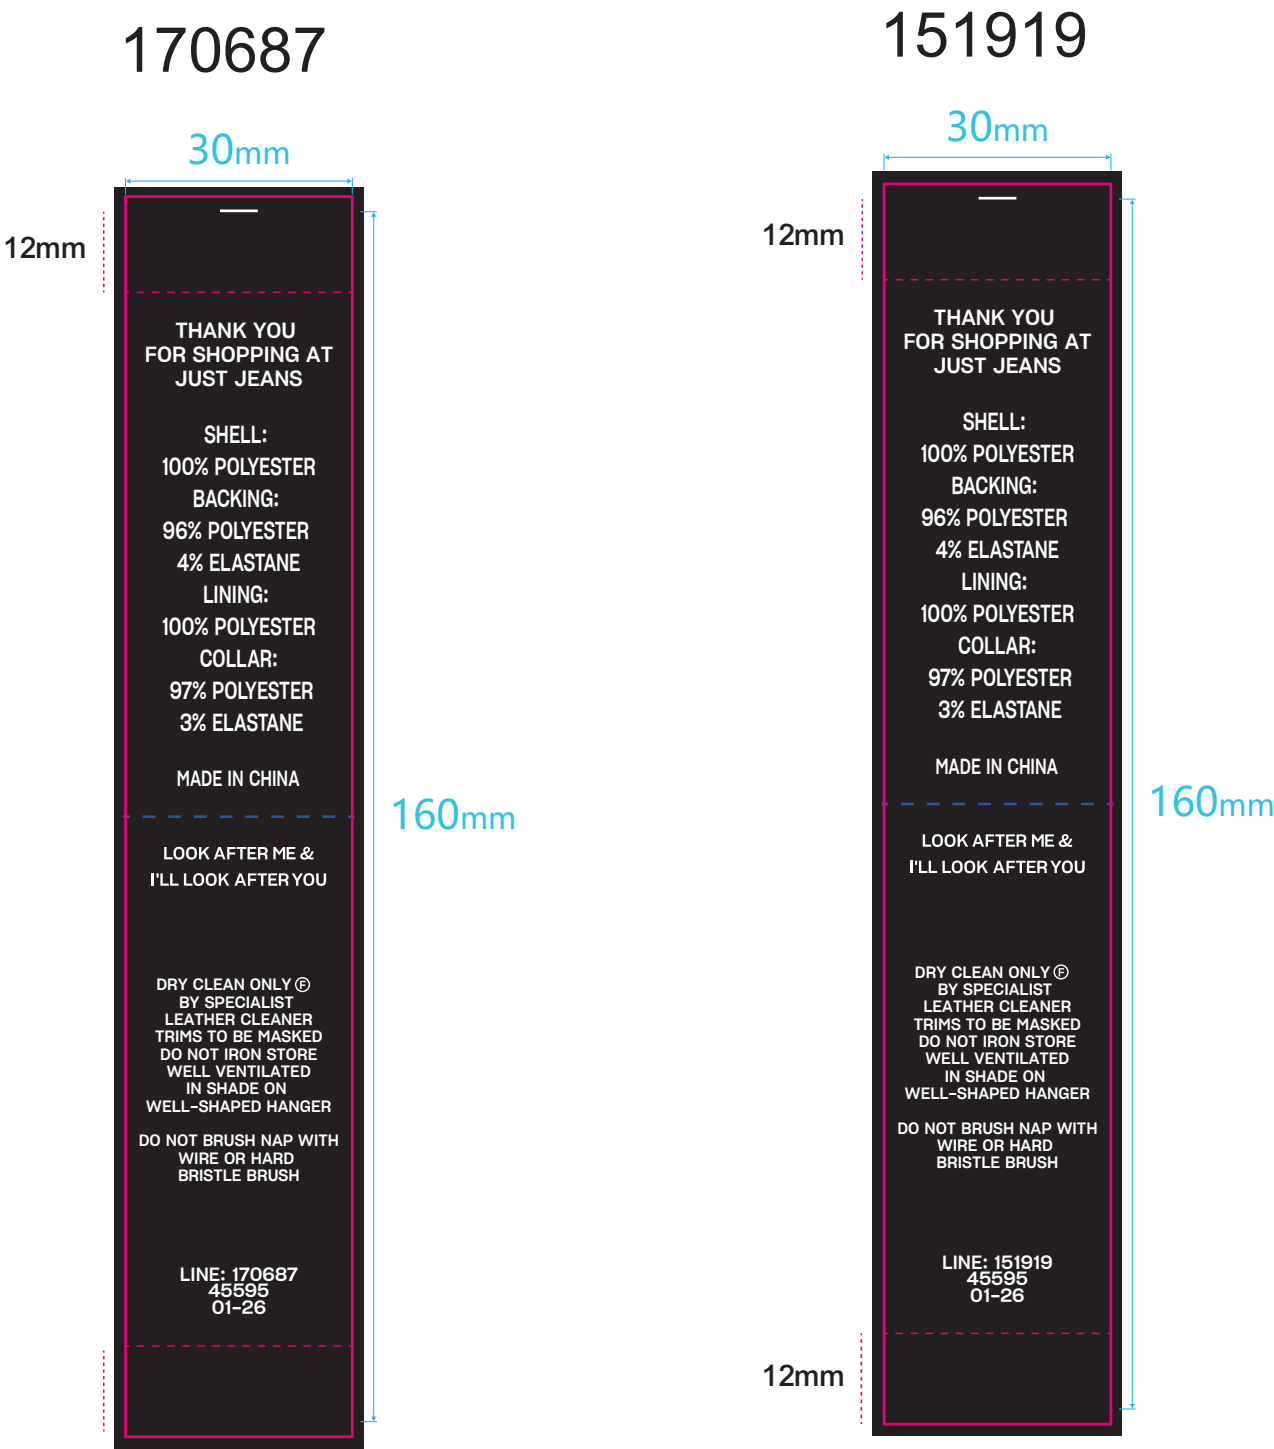 170687
30mm
12mm
THANK YOU
FOR SHOPPING AT
JUST JEANS
SHELL:
100% POLYESTER
BACKING:
96% POLYESTER
4% ELASTANE
LINING:
100% POLYESTER
COLLAR:
97% POLYESTER
3% ELASTANE
MADE IN CHINA
160mm
LOOK AFTER ME &
I'LL LOOK AFTER YOU
DRY CLEAN ONLY Ⓕ
BY SPECIALIST
LEATHER CLEANER
TRIMS TO BE MASKED
DO NOT IRON STORE
WELL VENTILATED
IN SHADE ON
WELL-SHAPED HANGER
DO NOT BRUSH NAP WITH
WIRE OR HARD
BRISTLE BRUSH
LINE: 170687
45595
01-26
151919
30mm
12mm
THANK YOU
FOR SHOPPING AT
JUST JEANS
SHELL:
100% POLYESTER
BACKING:
96% POLYESTER
4% ELASTANE
LINING:
100% POLYESTER
COLLAR:
97% POLYESTER
3% ELASTANE
MADE IN CHINA
160mm
LOOK AFTER ME &
I'LL LOOK AFTER YOU
DRY CLEAN ONLY Ⓕ
BY SPECIALIST
LEATHER CLEANER
TRIMS TO BE MASKED
DO NOT IRON STORE
WELL VENTILATED
IN SHADE ON
WELL-SHAPED HANGER
DO NOT BRUSH NAP WITH
WIRE OR HARD
BRISTLE BRUSH
LINE: 151919
45595
01-26
12mm